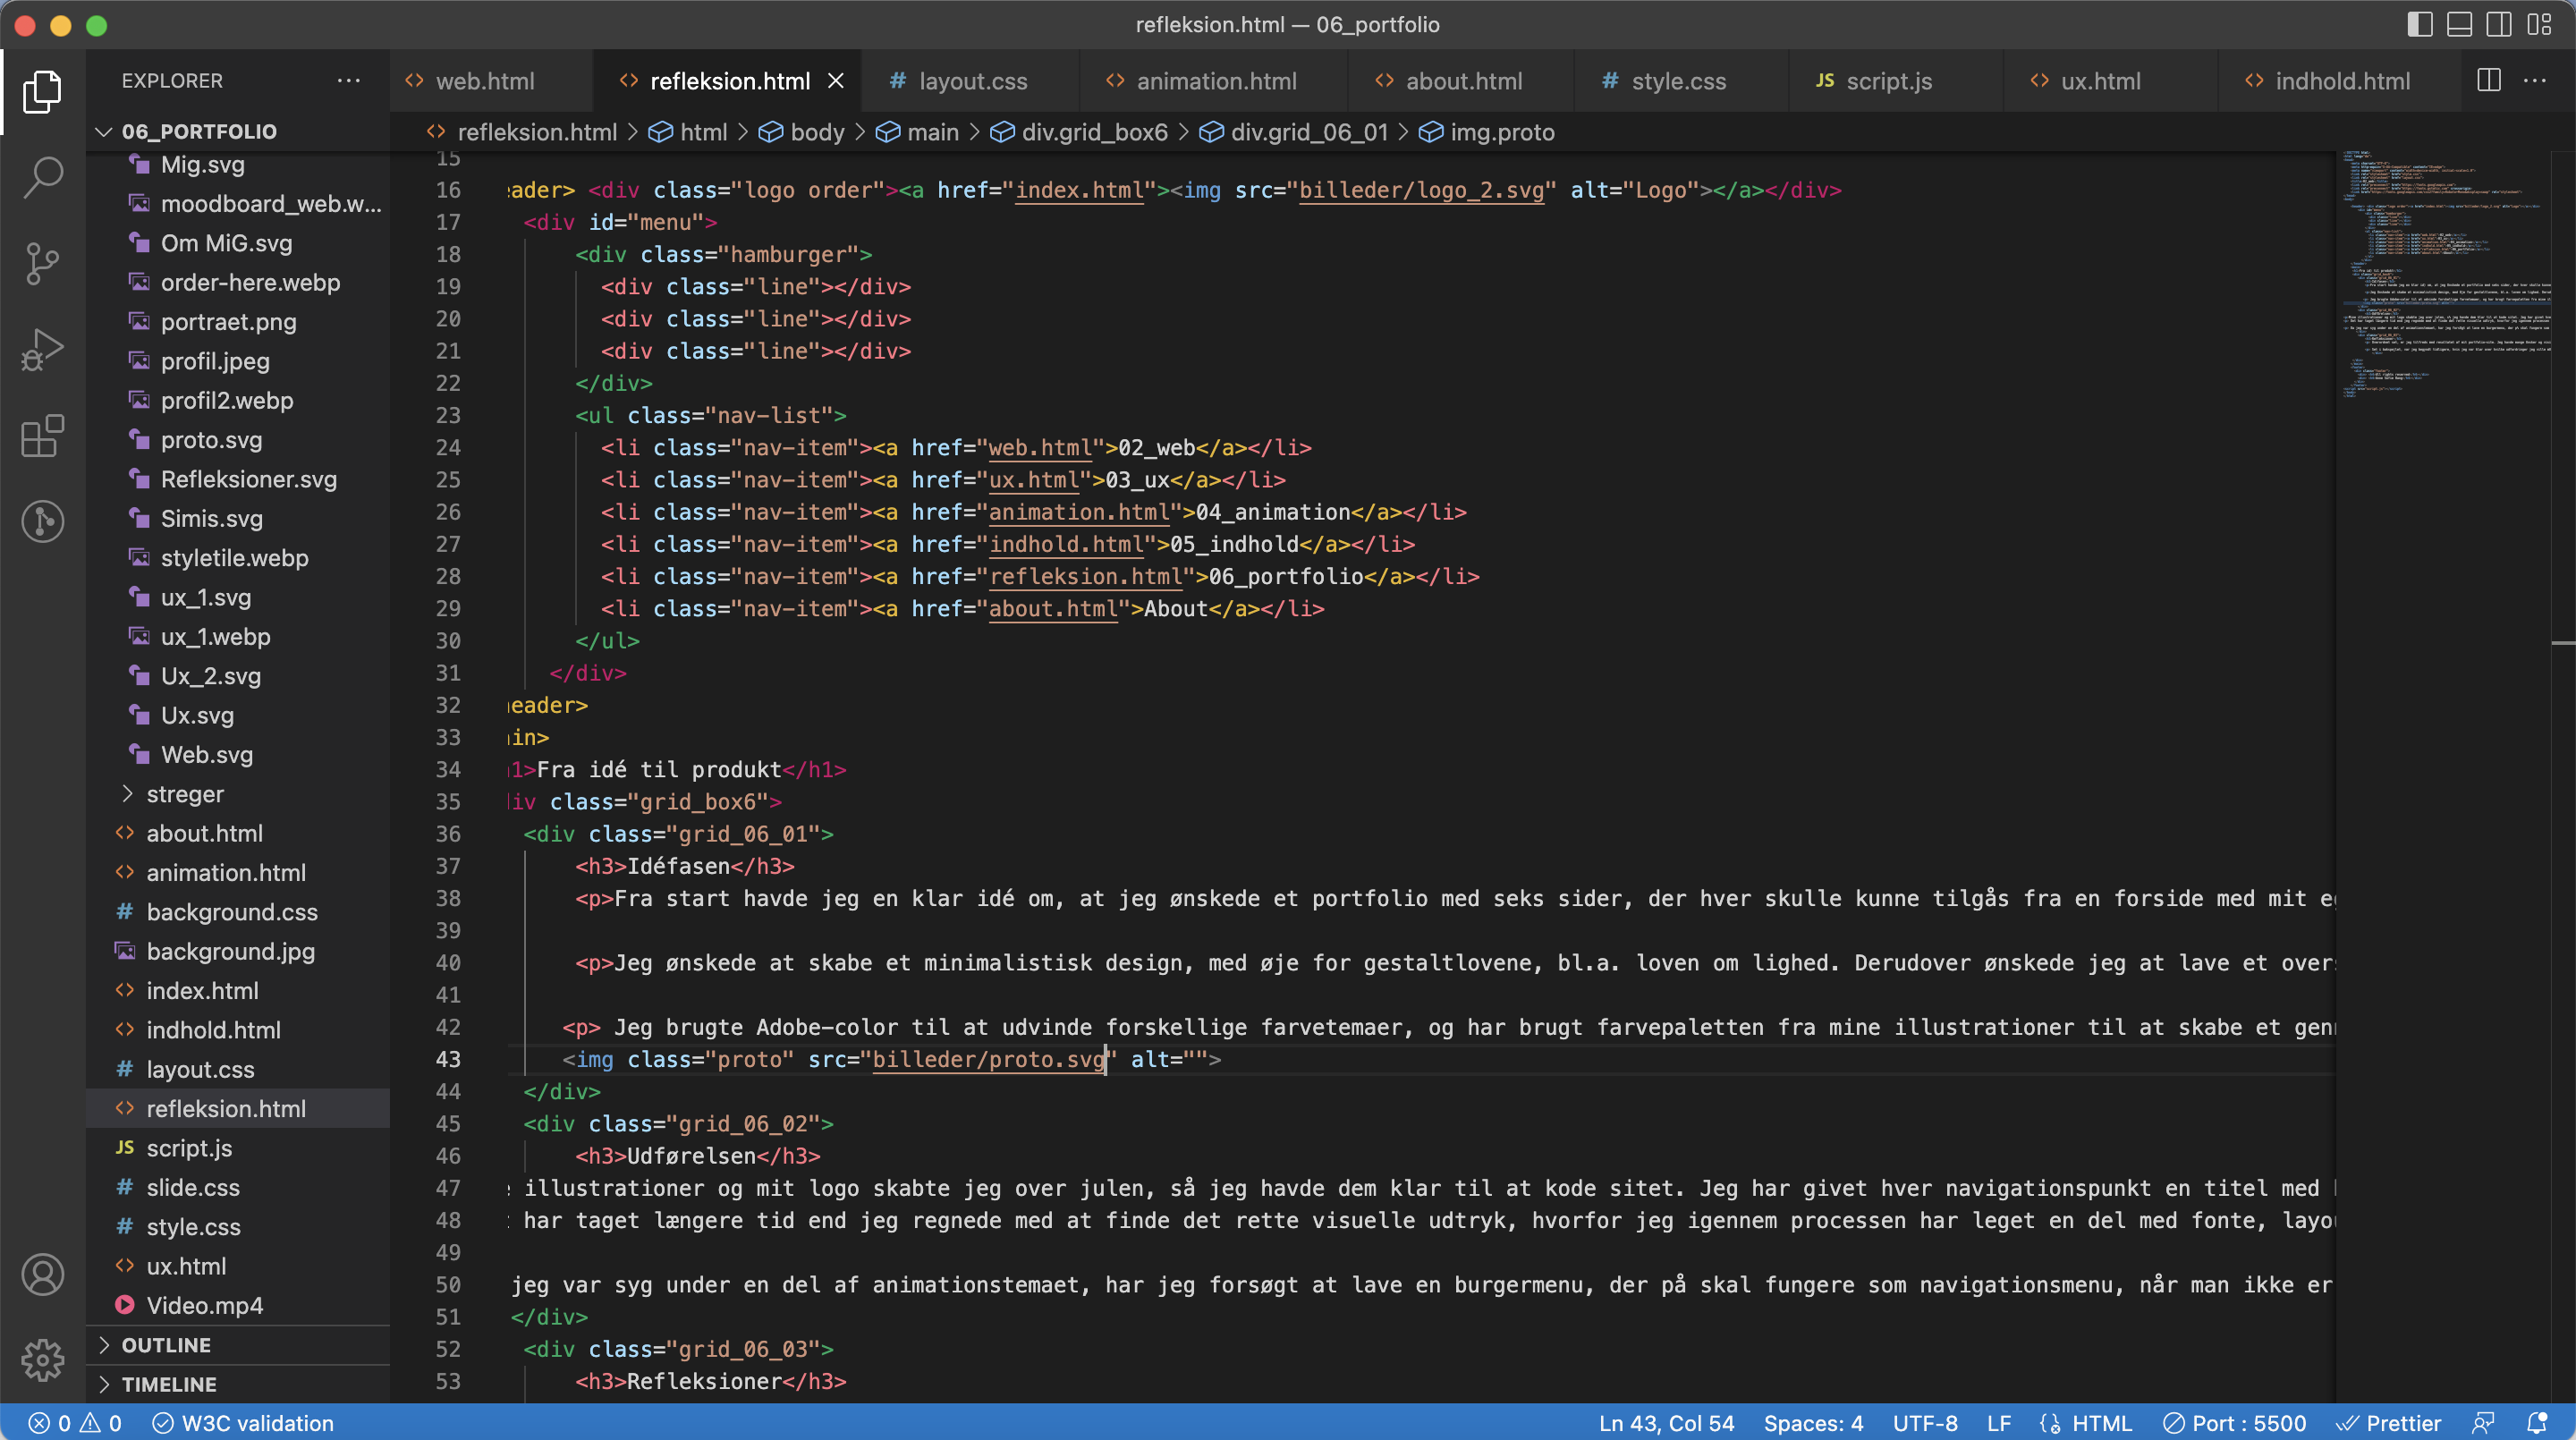 refleksion.html — 06_portfolio
EXPLORER
web.html
refleksion.html
layout.css
animation.html
about.html
style.css
JS script.js
ux.html
indhold.html
06_PORTFOLIO
refleksion.html > html > body > main > div.grid_box6 > div.grid_06_01 > img.proto
Mig.svg
moodboard_web.w...
Om MiG.svg
order-here.webp
portraet.png
profil.jpeg
profil2.webp
proto.svg
Refleksioner.svg
Simis.svg
styletile.webp
ux_1.svg
ux_1.webp
Ux_2.svg
Ux.svg
Web.svg
streger
about.html
animation.html
background.css
background.jpg
index.html
indhold.html
layout.css
refleksion.html
JS script.js
slide.css
style.css
ux.html
Video.mp4
OUTLINE
TIMELINE
15
16 eader> <div class="logo order"><a href="index.html"><img src="billeder/logo_2.svg" alt="Logo"></a></div>
17 <div id="menu">
18 <div class="hamburger">
19 <div class="line"></div>
20 <div class="line"></div>
21 <div class="line"></div>
22 </div>
23 <ul class="nav-list">
24 <li class="nav-item"><a href="web.html">02_web</a></li>
25 <li class="nav-item"><a href="ux.html">03_ux</a></li>
26 <li class="nav-item"><a href="animation.html">04_animation</a></li>
27 <li class="nav-item"><a href="indhold.html">05_indhold</a></li>
28 <li class="nav-item"><a href="refleksion.html">06_portfolio</a></li>
29 <li class="nav-item"><a href="about.html">About</a></li>
30 </ul>
31 </div>
32 eader>
33 in>
34 1>Fra idé til produkt</h1>
35 iv class="grid_box6">
36 <div class="grid_06_01">
37 <h3>Idéfasen</h3>
38 <p>Fra start havde jeg en klar idé om, at jeg ønskede et portfolio med seks sider, der hver skulle kunne tilgås fra en forside med mit
39
40 <p>Jeg ønskede at skabe et minimalistisk design, med øje for gestaltlovene, bl.a. loven om lighed. Derudover ønskede jeg at lave et over
41
42 <p> Jeg brugte Adobe-color til at udvinde forskellige farvetemaer, og har brugt farvepaletten fra mine illustrationer til at skabe et gen
43 <img class="proto" src="billeder/proto.svg" alt="">
44 </div>
45 <div class="grid_06_02">
46 <h3>Udførelsen</h3>
47 illustrationer og mit logo skabte jeg over julen, så jeg havde dem klar til at kode sitet. Jeg har givet hver navigationspunkt en titel med
48 har taget længere tid end jeg regnede med at finde det rette visuelle udtryk, hvorfor jeg igennem processen har leget en del med fonte, layo
49
50 jeg var syg under en del af animationstemaet, har jeg forsøgt at lave en burgermenu, der på skal fungere som navigationsmenu, når man ikke er
51 </div>
52 <div class="grid_06_03">
53 <h3>Refleksioner</h3>
0 0 W3C validation
Ln 43, Col 54 Spaces: 4 UTF-8 LF HTML Port : 5500 Prettier